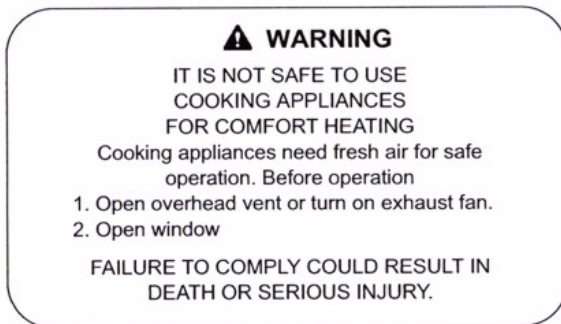 WARNING
IT IS NOT SAFE TO USE
COOKING APPLIANCES
FOR COMFORT HEATING
Cooking appliances need fresh air for safe
operation. Before operation
1. Open overhead vent or turn on exhaust fan.
2. Open window
FAILURE TO COMPLY COULD RESULT IN
DEATH OR SERIOUS INJURY.